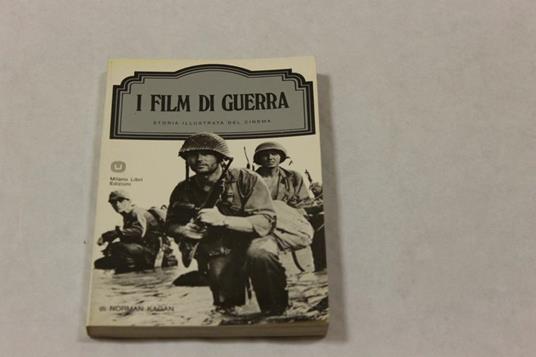 I FILM DI GUERRA
STORIA ILLUSTRATA DEL CINEMA
Milano Libri
Edizioni
di NORMAN KAGAN